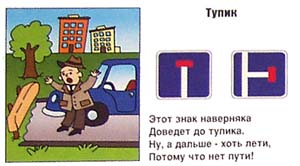 Тупик
Этот знак наверняка
Доведет до тупика.
Ну, а дальше - хоть лети,
Потому что нет пути!